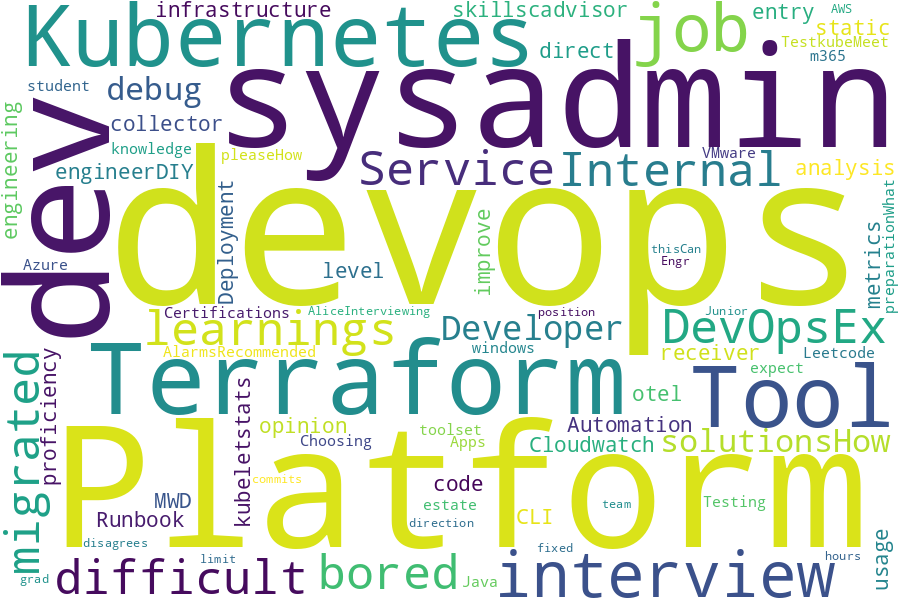 infrastructure
skillscadvisor
entry
AWS
Kubernetes
job
static
direct
TestkubeMeet
m365
student
debug
sysadmin
engineering
dev
collector
knowledge
pleaseHow
VMware
engineerDIY
Service
Internal
analysis
devops
Deployment
improve
preparationWhat
metrics
thisCan
Azure
level
Engr
Certifications
AliceInterviewing
position
Junior
learnings
Developer
DevOpsEx
Terraform
AlarmsRecommended
windows
receiver
Leetcode
migrated
proficiency
expect
Tool
kubeletstats
otel
opinion
toolset
Automation
Choosing
Apps
Cloudwatch
solutionsHow
Platform
commits
code
MWD
estate
team
Testing
Runbook
direction
CLI
disagrees
fixed
usage
limit
hours
grad
difficult
bored
Java
interview